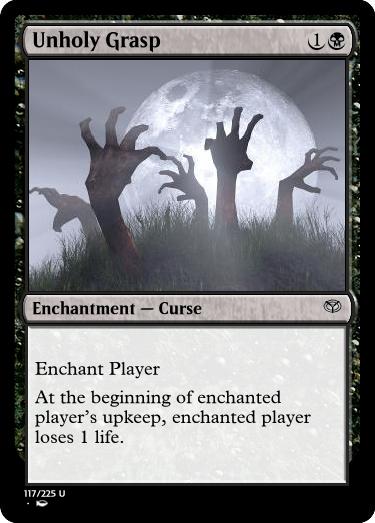 Unholy Grasp 1
Enchantment — Curse
Enchant Player
At the beginning of enchanted
player's upkeep, enchanted player
loses 1 life.
117/225 U